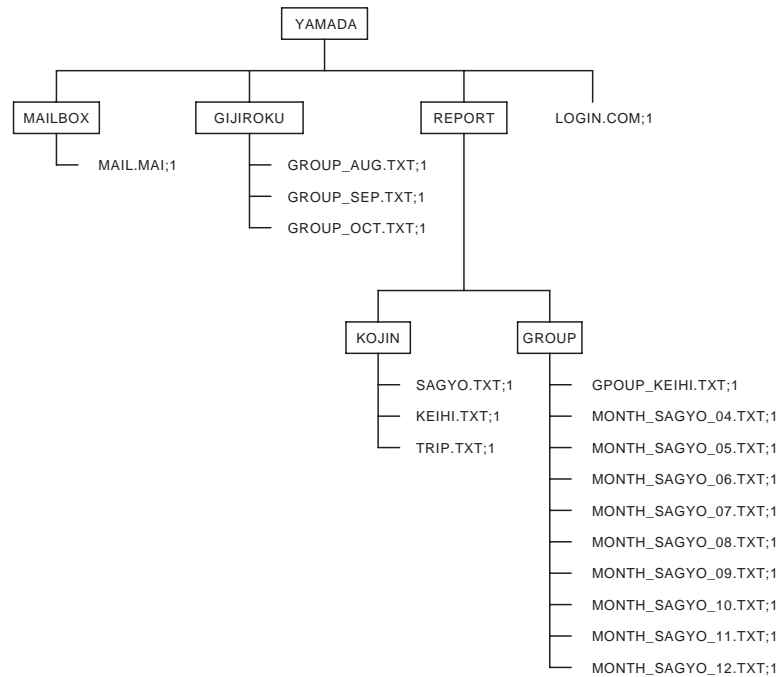 YAMADA
MAILBOX
GIJIROKU
REPORT
LOGIN.COM;1
MAIL.MAI;1
GROUP_AUG.TXT;1
GROUP_SEP.TXT;1
GROUP_OCT.TXT;1
KOJIN
GROUP
SAGYO.TXT;1
KEIHI.TXT;1
TRIP.TXT;1
GPOUP_KEIHI.TXT;1
MONTH_SAGYO_04.TXT;1
MONTH_SAGYO_05.TXT;1
MONTH_SAGYO_06.TXT;1
MONTH_SAGYO_07.TXT;1
MONTH_SAGYO_08.TXT;1
MONTH_SAGYO_09.TXT;1
MONTH_SAGYO_10.TXT;1
MONTH_SAGYO_11.TXT;1
MONTH_SAGYO_12.TXT;1